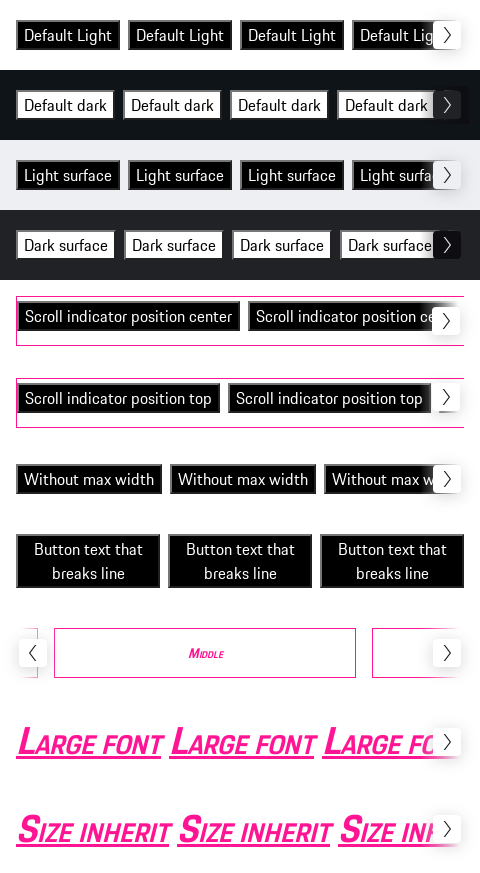 Default Light Default Light Default Light Default Lig
Default dark Default dark Default dark Default dark
Light surface Light surface Light surface Light surfa
Dark surface Dark surface Dark surface Dark surface
Scroll indicator position center Scroll indicator position ce
Scroll indicator position top Scroll indicator position top
Without max width Without max width Without max w
Button text that Button text that Button text that
breaks line breaks line breaks line
Middle
Large font Large font Large fo
Size inherit Size inherit Size inh